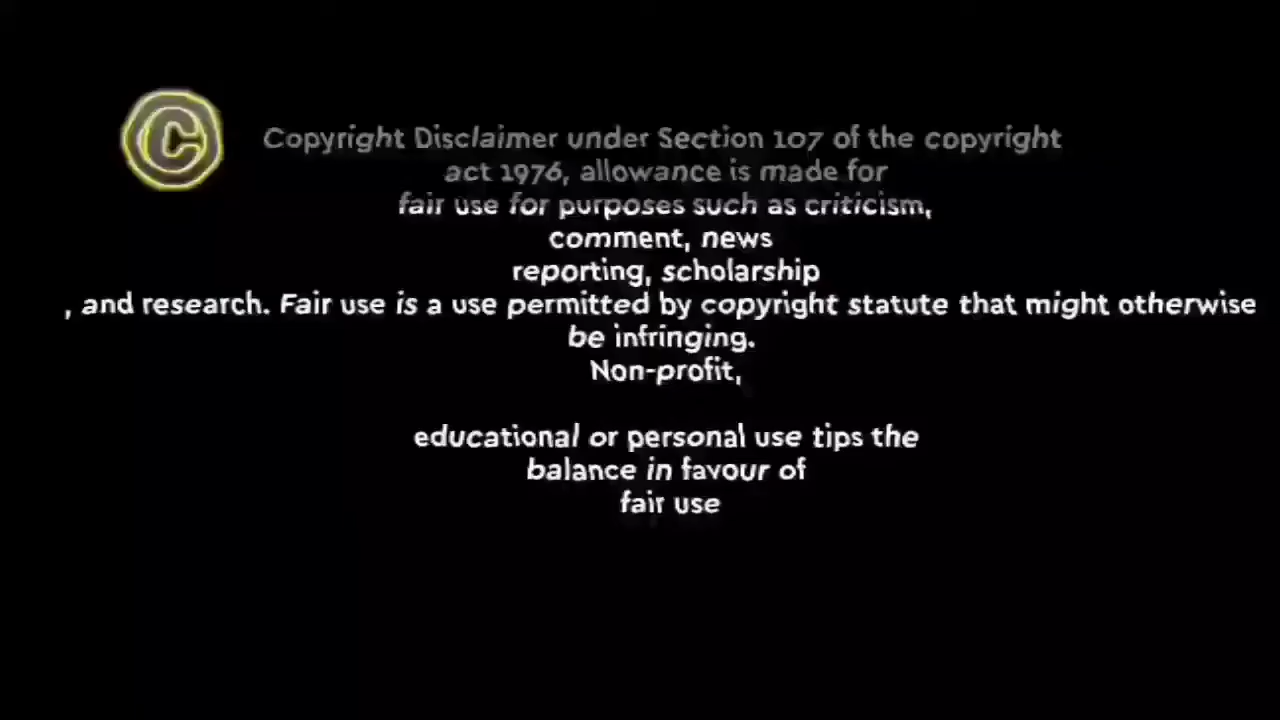 ©
Copyright Disclaimer under Section 107 of the copyright
act 1976, allowance is made for
fair use for purposes such as criticism,
comment, news
reporting, scholarship
, and research. Fair use is a use permitted by copyright statute that might otherwise
be infringing.
Non-profit,
educational or personal use tips the
balance in favour of
fair use